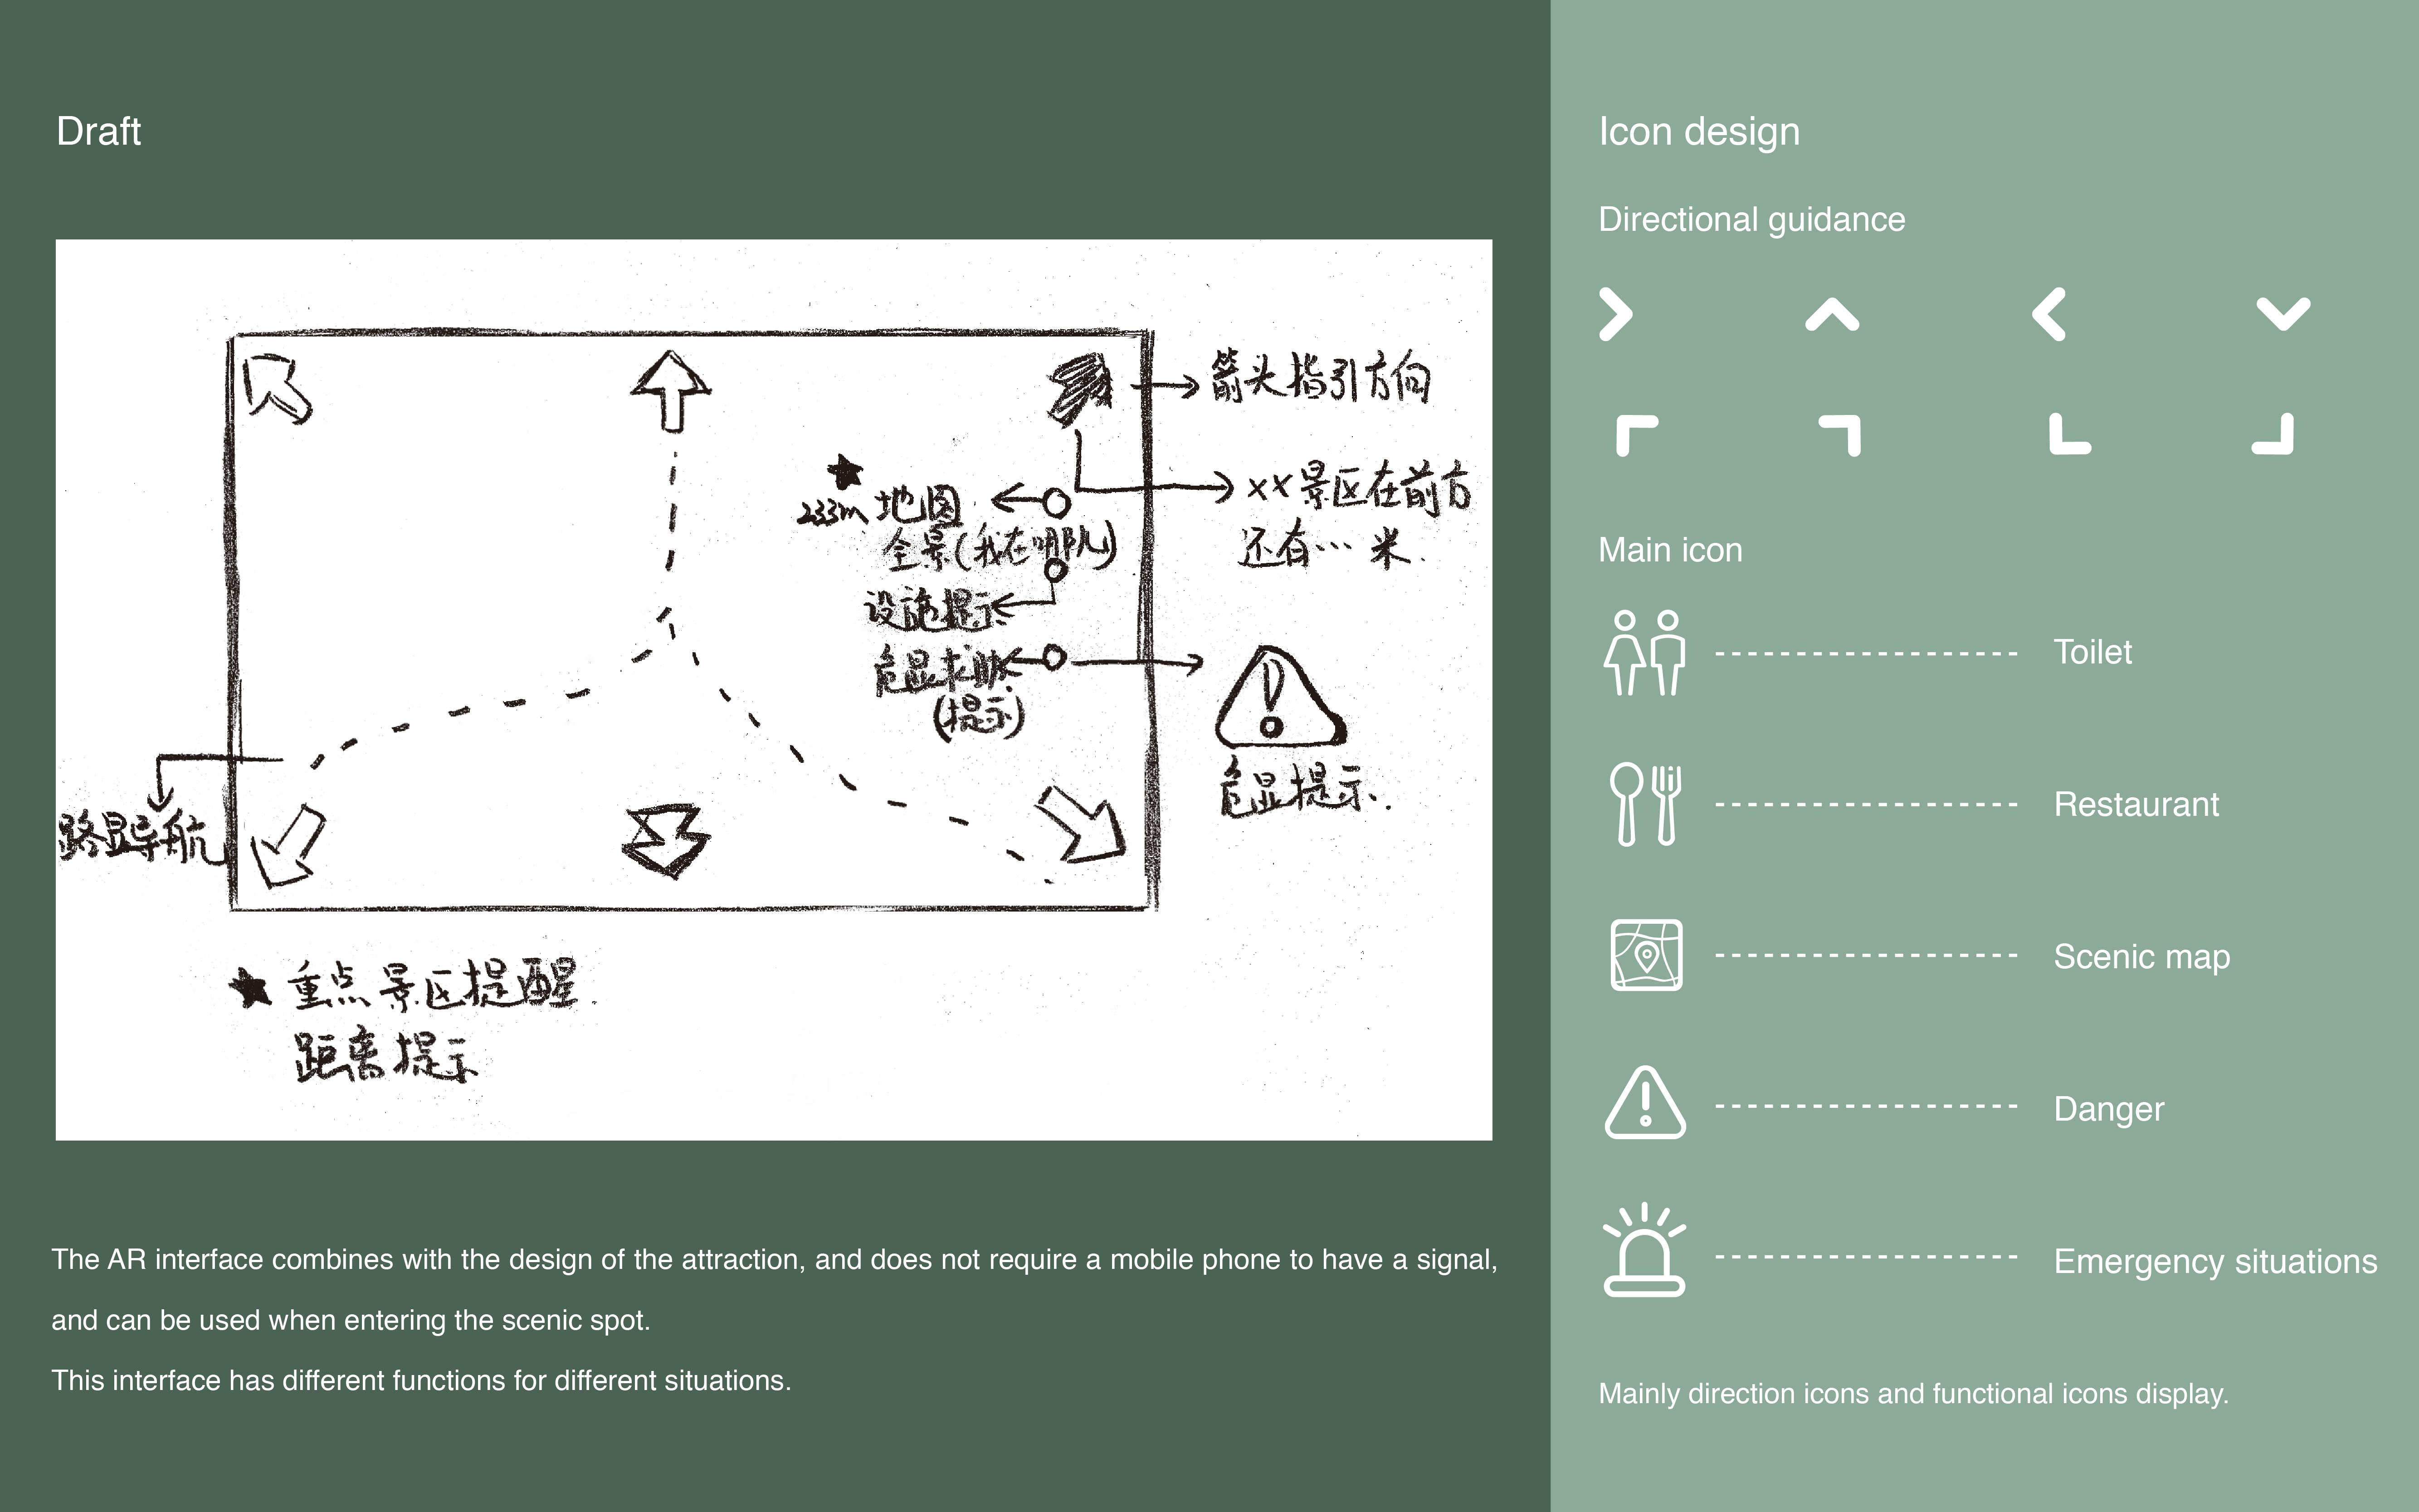 Draft
箭头指引方向
233m 地图
全景(我在哪儿)
xx景区在前方
还有… 米.
设施提示
危显求助
(提示)
危显提示..
路显导航
重点景区提醒.
距离提示
The AR interface combines with the design of the attraction, and does not require a mobile phone to have a signal,
and can be used when entering the scenic spot.
This interface has different functions for different situations.
Icon design
Directional guidance
Main icon
Toilet
Restaurant
Scenic map
Danger
Emergency situations
Mainly direction icons and functional icons display.